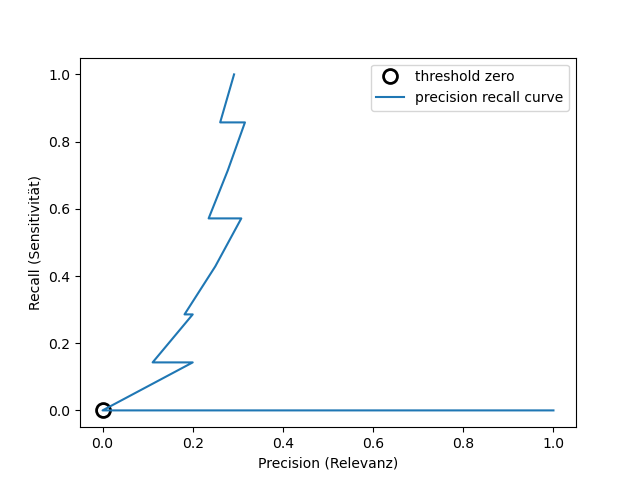 threshold zero
precision recall curve
1.0
0.8
0.6
0.4
0.2
0.0
Recall (Sensitivität)
0.0 0.2 0.4 0.6 0.8 1.0
Precision (Relevanz)